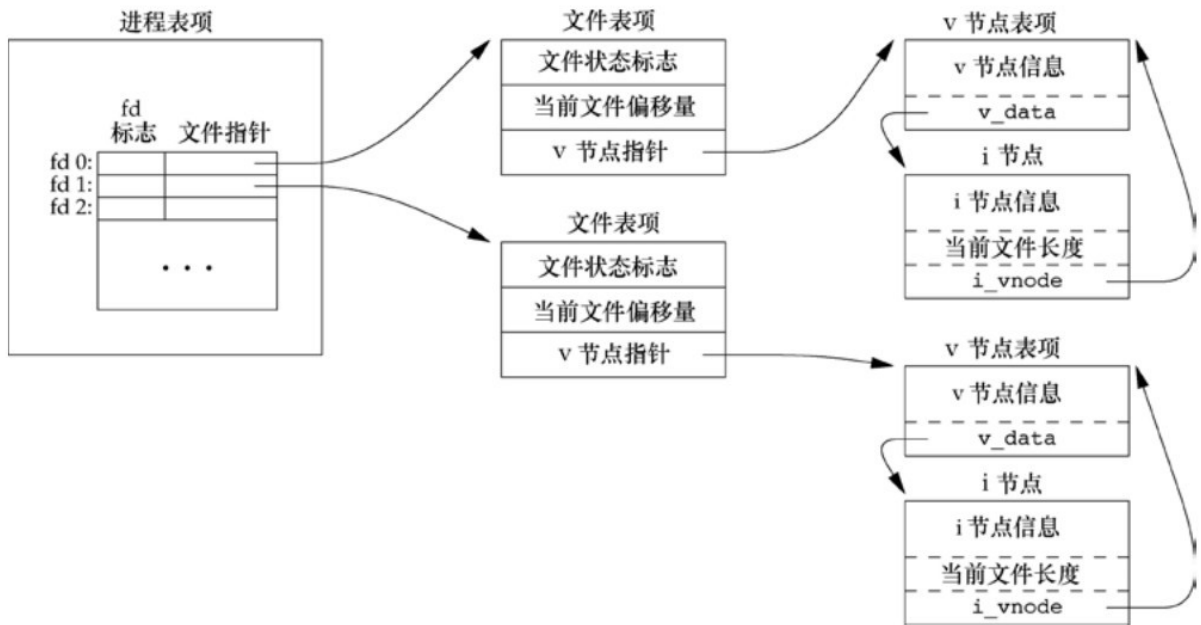 进程表项
fd
标志 文件指针
fd 0:
fd 1:
fd 2:
...
文件表项
文件状态标志
当前文件偏移量
v 节点指针
文件表项
文件状态标志
当前文件偏移量
v 节点指针
v 节点表项
v 节点信息
v_data
i 节点
i 节点信息
当前文件长度
i_vnode
v 节点表项
v 节点信息
v_data
i 节点
i 节点信息
当前文件长度
i_vnode